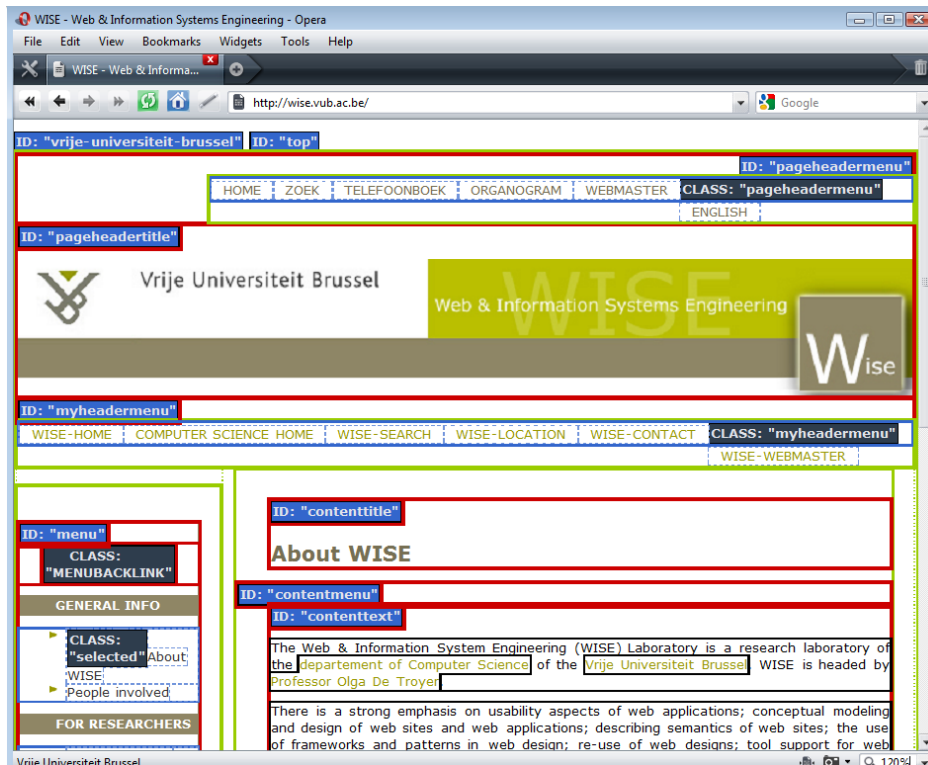 WISE - Web & Information Systems Engineering - Opera
File Edit View Bookmarks Widgets Tools Help
WISE - Web & Informa...
http://wise.vub.ac.be/ Google
ID: "vrije-universiteit-brussel" ID: "top"
ID: "pageheadermenu"
HOME ZOEK TELEFOONBOEK ORGANOGRAM WEBMASTER CLASS: "pageheadermenu"
ENGLISH
ID: "pageheadertitle"
Vrije Universiteit Brussel
WISE
Web & Information Systems Engineering
Wise
ID: "myheadermenu"
WISE-HOME COMPUTER SCIENCE HOME WISE-SEARCH WISE-LOCATION WISE-CONTACT CLASS: "myheadermenu"
WISE-WEBMASTER
ID: "menu"
CLASS:
"MENUBACKLINK"
GENERAL INFO
CLASS:
"selected" About
WISE
People involved
FOR RESEARCHERS
ID: "contenttitle"
About WISE
ID: "contentmenu"
ID: "contenttext"
The Web & Information System Engineering (WISE) Laboratory is a research laboratory of
the departement of Computer Science of the Vrije Universiteit Brussel. WISE is headed by
Professor Olga De Troyer.
There is a strong emphasis on usability aspects of web applications; conceptual modeling
and design of web sites and web applications; describing semantics of web sites; the use
of frameworks and patterns in web design; re-use of web designs; tool support for web
Vrije Universiteit Brussel 120%